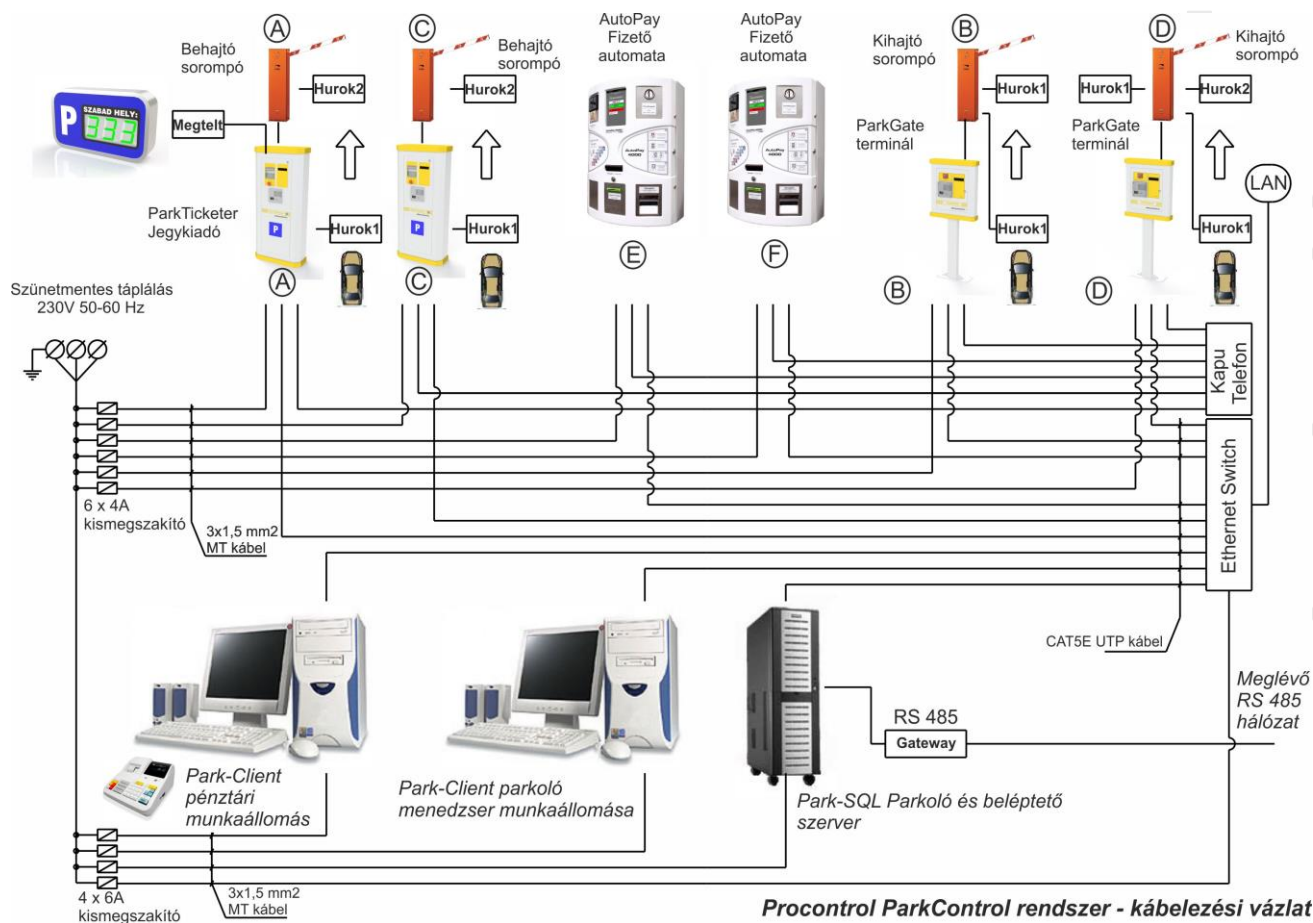 A
C
AutoPay
Fizető
automata
AutoPay
Fizető
automata
B
D
Behajtó
sorompó
Behajtó
sorompó
Kihajtó
sorompó
Kihajtó
sorompó
Hurok2
Hurok2
Hurok1
Hurok1
Hurok2
P
SZABAD HELY:
333
Megtelt
ParkGate
terminál
ParkGate
terminál
LAN
ParkTicketer
Jegykiadó
P
Hurok1
Hurok1
Hurok1
Hurok1
A
C
E
F
B
D
Szünetmentes táplálás
230V 50-60 Hz
Kapu
Telefon
Ethernet Switch
6 x 4A
kismegszakító
3x1,5 mm2
MT kábel
CAT5E UTP kábel
Meglévő
RS 485
hálózat
RS 485
Gateway
Park-Client
pénztári
munkaállomás
Park-Client parkoló
menedzser munkaállomása
Park-SQL Parkoló és beléptető
szerver
4 x 6A
kismegszakító
3x1,5 mm2
MT kábel
Procontrol ParkControl rendszer - kábelezési vázlat